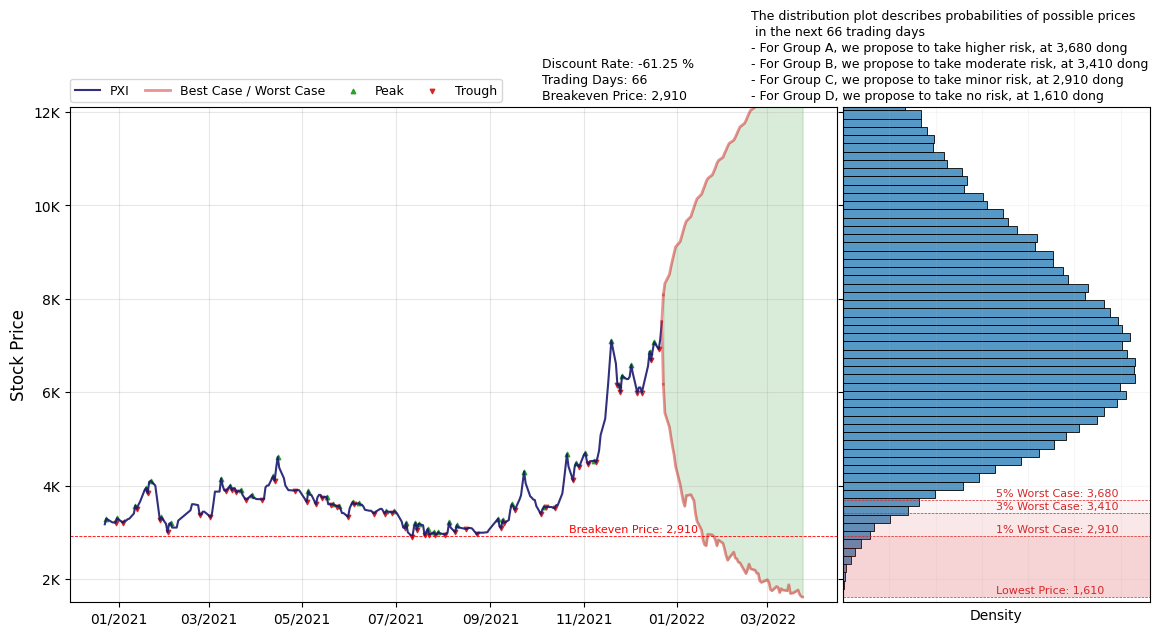 The distribution plot describes probabilities of possible prices
in the next 66 trading days
- For Group A, we propose to take higher risk, at 3,680 dong
- For Group B, we propose to take moderate risk, at 3,410 dong
- For Group C, we propose to take minor risk, at 2,910 dong
- For Group D, we propose to take no risk, at 1,610 dong
Discount Rate: -61.25 %
Trading Days: 66
Breakeven Price: 2,910
PXI
Best Case / Worst Case
Peak
Trough
Stock Price
12K
10K
8K
6K
4K
2K
Breakeven Price: 2,910
5% Worst Case: 3,680
3% Worst Case: 3,410
1% Worst Case: 2,910
Lowest Price: 1,610
01/2021
03/2021
05/2021
07/2021
09/2021
11/2021
01/2022
03/2022
Density